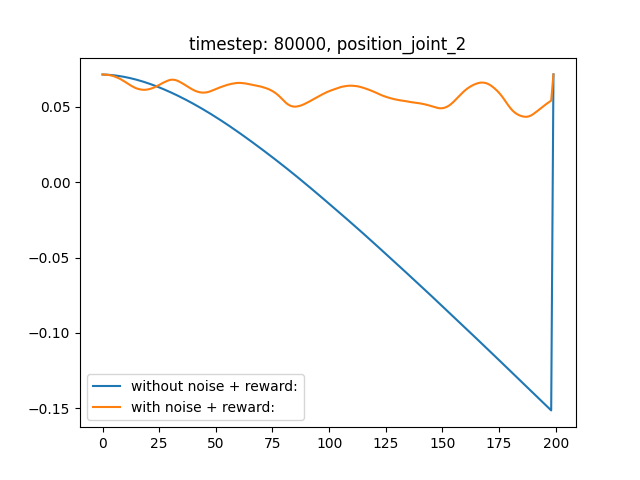 timestep: 80000, position_joint_2
0.05
0.00
−0.05
−0.10
−0.15
without noise + reward:
with noise + reward:
0 25 50 75 100 125 150 175 200